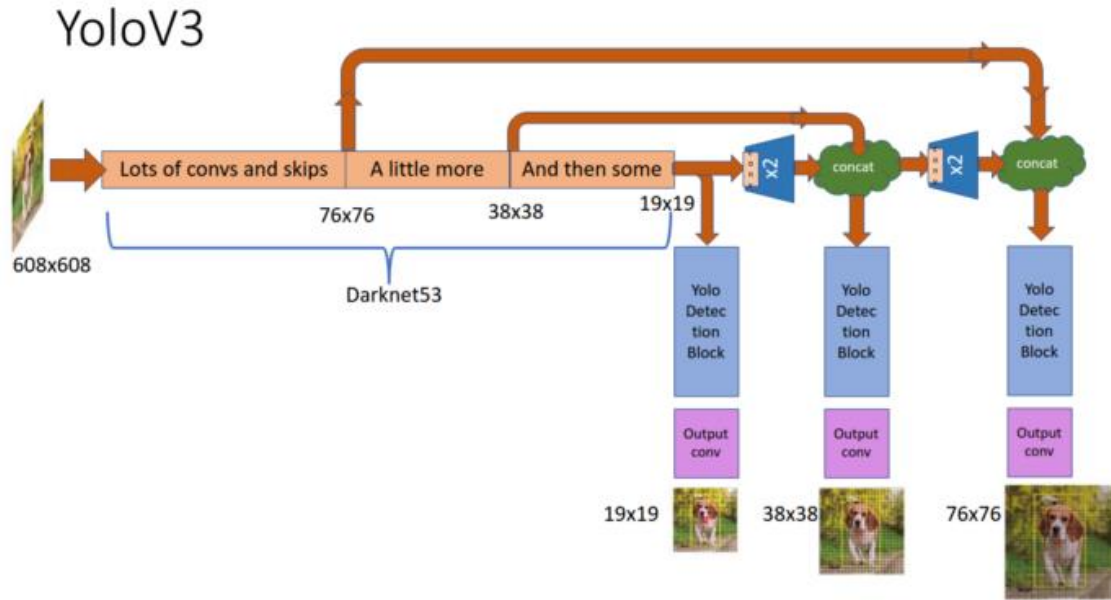 YoloV3
Lots of convs and skips
A little more
And then some
x2
concat
x2
concat
76x76
38x38
19x19
608x608
Darknet53
Yolo
Detec
tion
Block
Yolo
Detec
tion
Block
Yolo
Detec
tion
Block
Output
conv
Output
conv
Output
conv
19x19
38x38
76x76